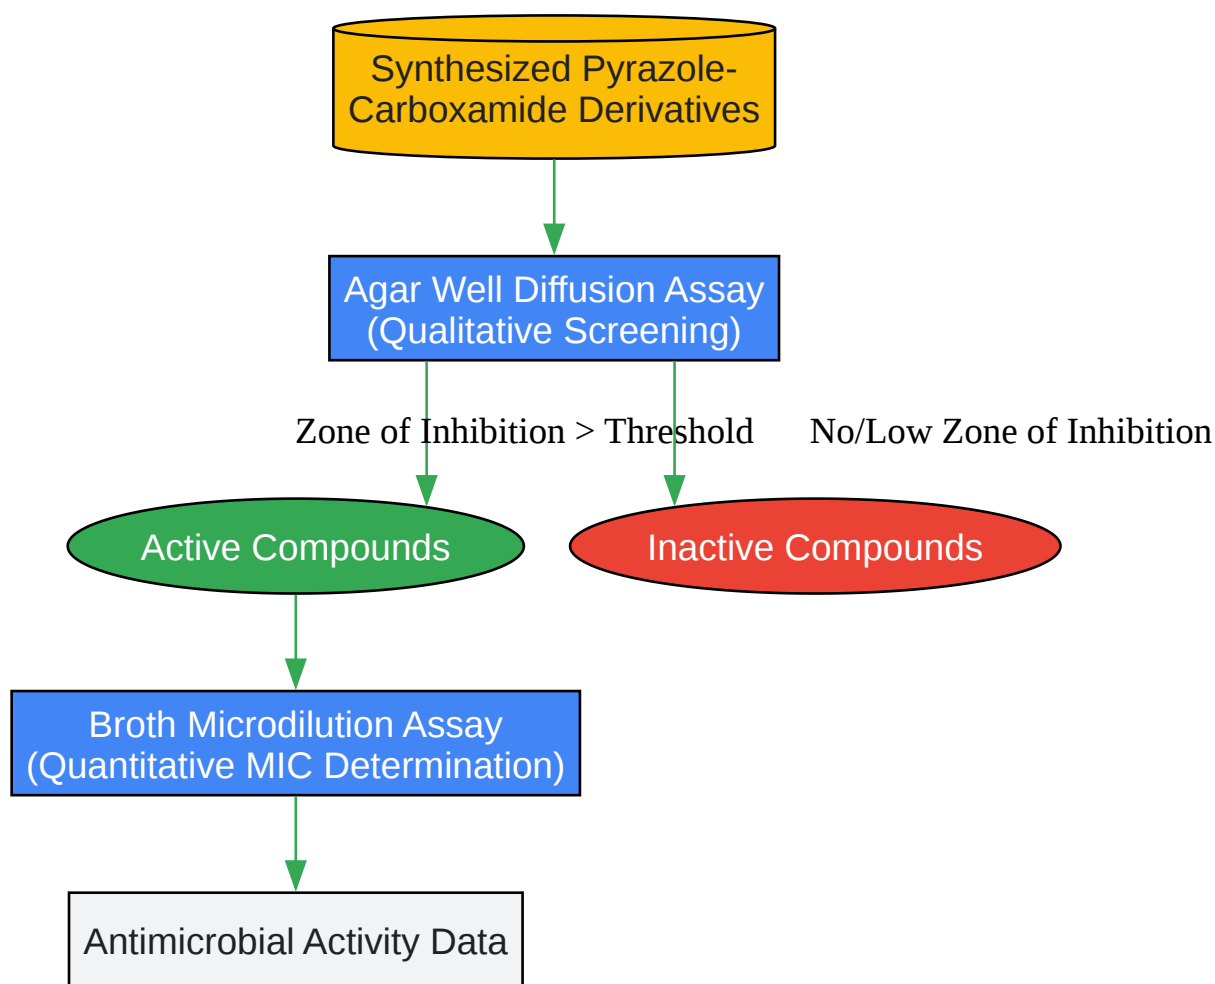 Synthesized Pyrazole-
Carboxamide Derivatives
Agar Well Diffusion Assay
(Qualitative Screening)
Zone of Inhibition > Threshold
No/Low Zone of Inhibition
Active Compounds
Inactive Compounds
Broth Microdilution Assay
(Quantitative MIC Determination)
Antimicrobial Activity Data